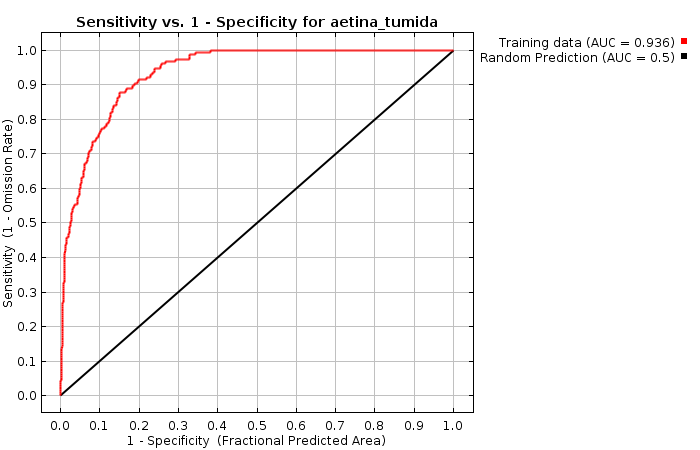 Sensitivity vs. 1 - Specificity for aetina_tumida
Training data (AUC = 0.936)
Random Prediction (AUC = 0.5)
Sensitivity (1 - Omission Rate)
1.0
0.9
0.8
0.7
0.6
0.5
0.4
0.3
0.2
0.1
0.0
0.0 0.1 0.2 0.3 0.4 0.5 0.6 0.7 0.8 0.9 1.0
1 - Specificity (Fractional Predicted Area)